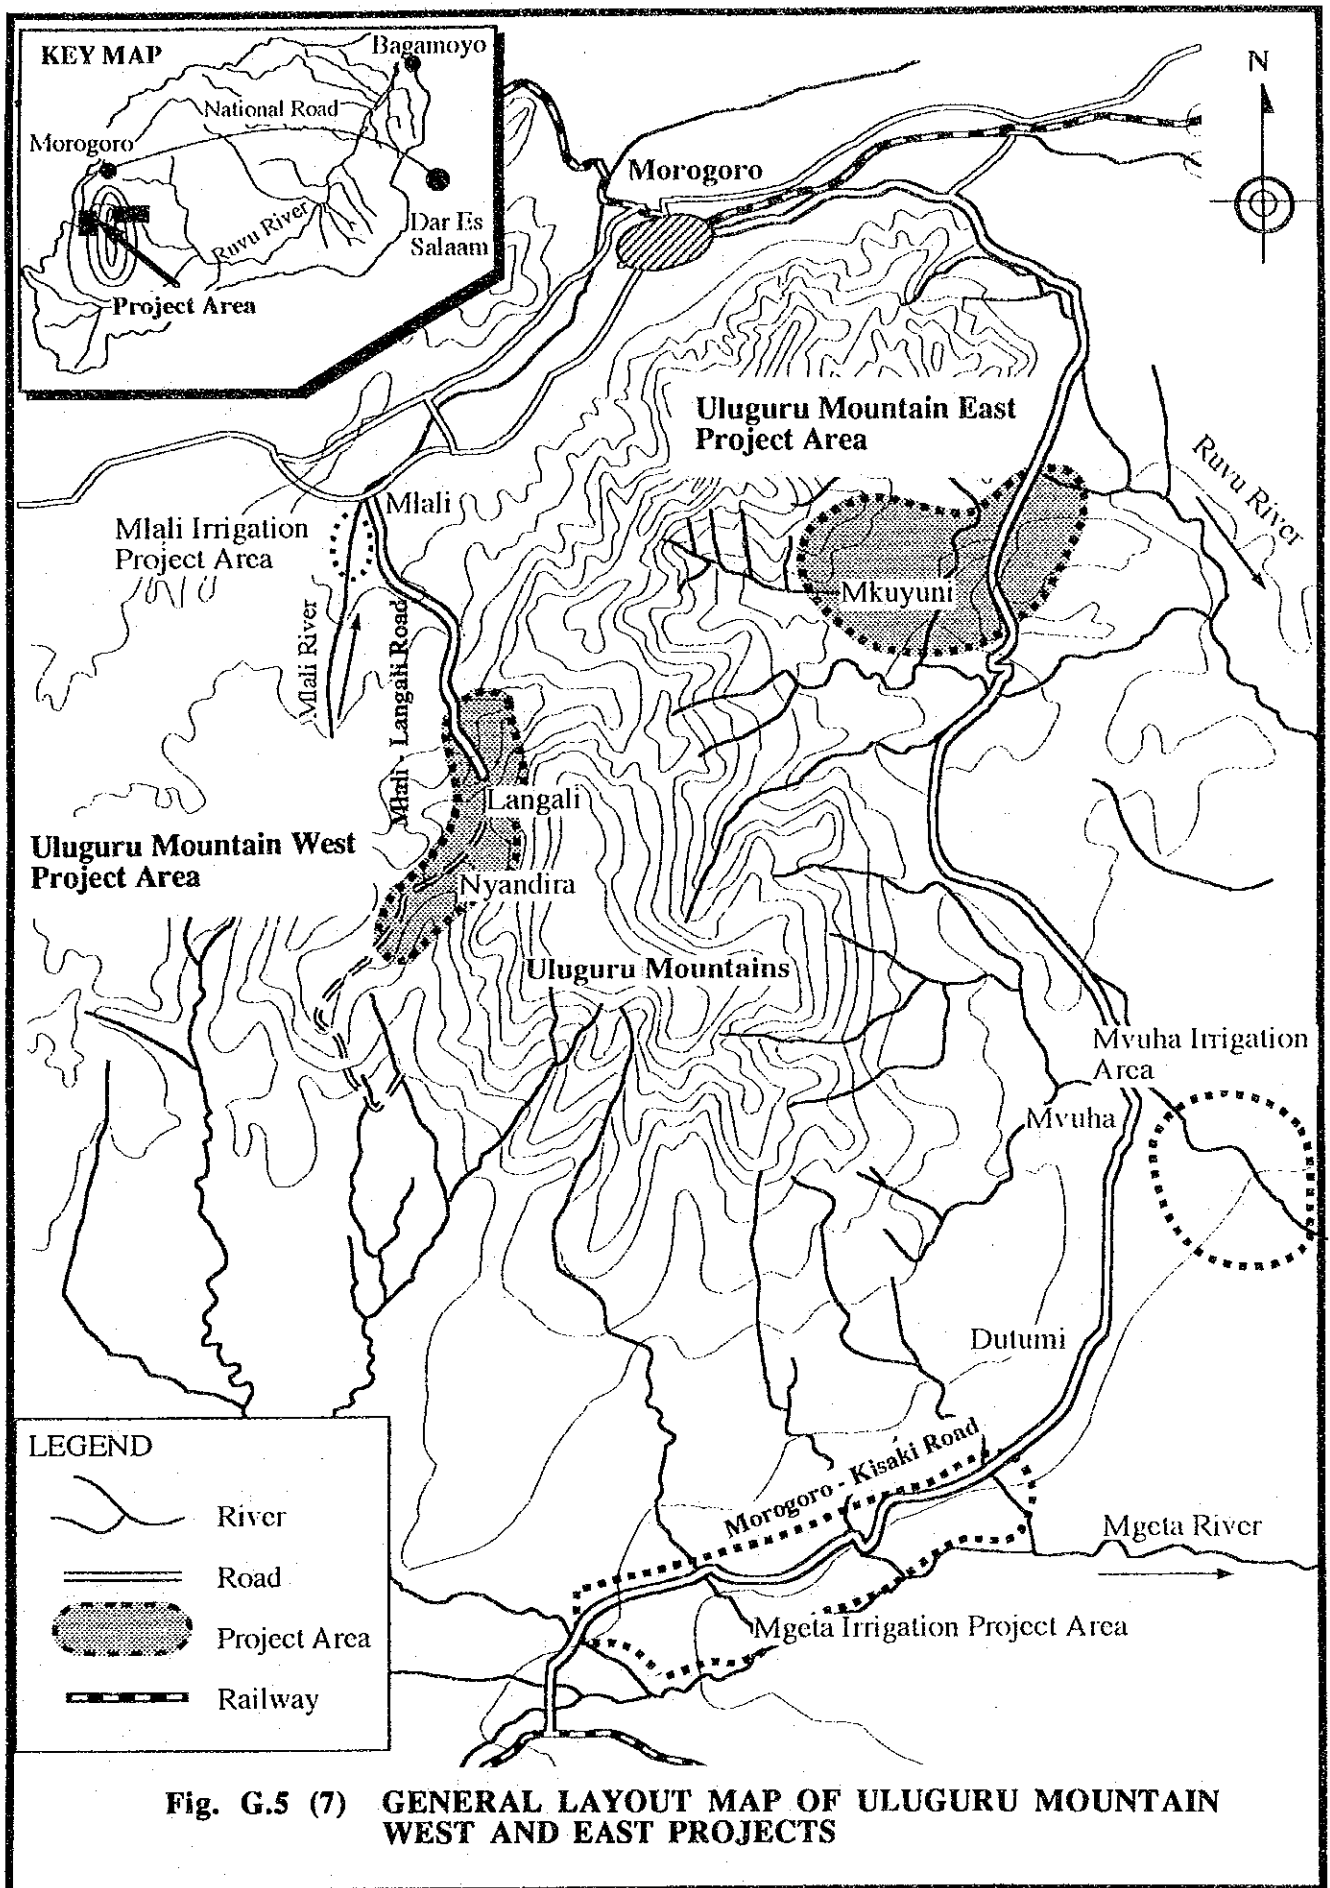 KEY MAP
Bagamoyo
National Road
Morogoro
Ruvu River
Dar Es
Salaam
Project Area
N
Morogoro
Uluguru Mountain East
Project Area
Ruvu River
Mlali
Mlali Irrigation
Project Area
Mkuyuni
Mlali River
Mlali - Langali Road
Langali
Uluguru Mountain West
Project Area
Nyandira
Uluguru Mountains
Mvuha Irrigation
Area
Mvuha
Dutumi
Morogoro - Kisaki Road
Mgeta River
Mgeta Irrigation Project Area
LEGEND
River
Road
Project Area
Railway
Fig. G.5 (7) GENERAL LAYOUT MAP OF ULUGURU MOUNTAIN
WEST AND EAST PROJECTS